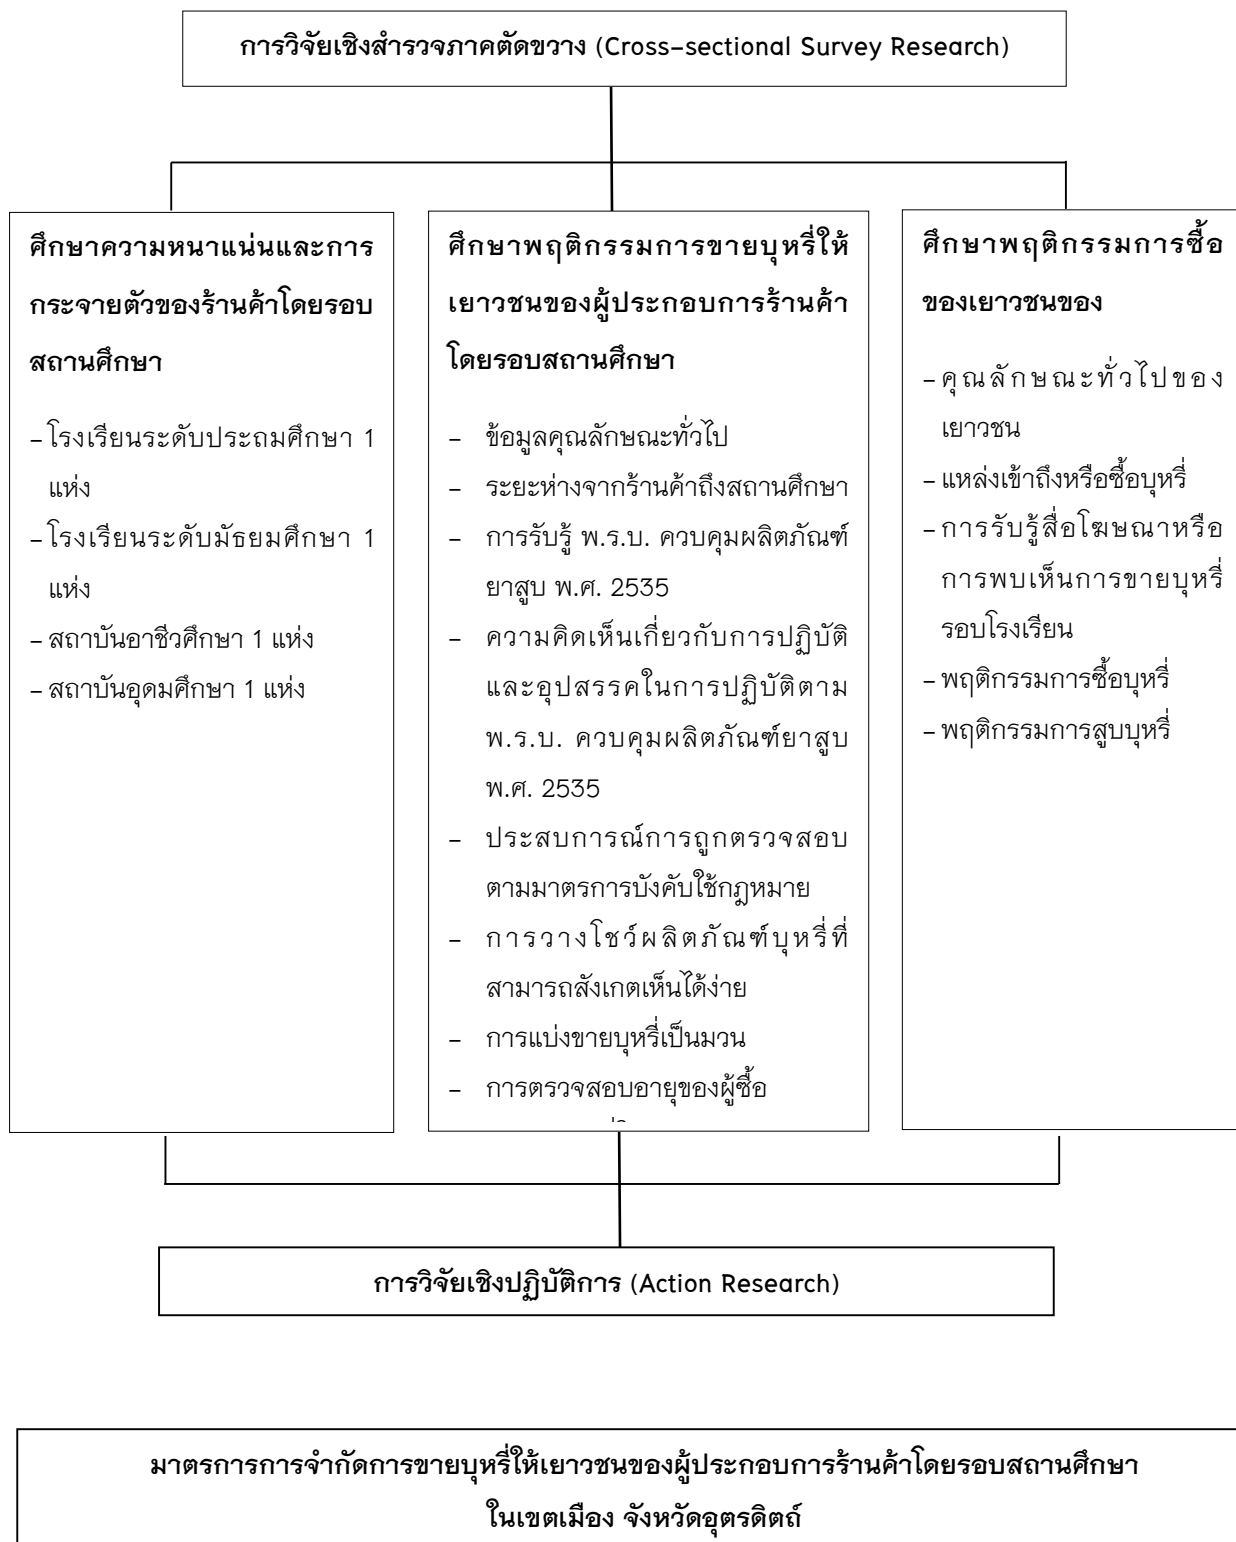 การวิจัยเชิงสำรวจภาคตัดขวาง (Cross-sectional Survey Research)
ศึกษาความหนาแน่นและการ
กระจายตัวของร้านค้าโดยรอบ
สถานศึกษา
- โรงเรียนระดับประถมศึกษา 1
แห่ง
- โรงเรียนระดับมัธยมศึกษา 1
แห่ง
- สถาบันอาชีวศึกษา 1 แห่ง
- สถาบันอุดมศึกษา 1 แห่ง
ศึกษาพฤติกรรมการขายบุหรี่ให้
เยาวชนของผู้ประกอบการร้านค้า
โดยรอบสถานศึกษา
- ข้อมูลคุณลักษณะทั่วไป
- ระยะห่างจากร้านค้าถึงสถานศึกษา
- การรับรู้ พ.ร.บ. ควบคุมผลิตภัณฑ์
ยาสูบ พ.ศ. 2535
- ความคิดเห็นเกี่ยวกับการปฏิบัติ
และอุปสรรคในการปฏิบัติตาม
พ.ร.บ. ควบคุมผลิตภัณฑ์ยาสูบ
พ.ศ. 2535
- ประสบการณ์การถูกตรวจสอบ
ตามมาตรการบังคับใช้กฎหมาย
- การวางโชว์ผลิตภัณฑ์บุหรี่ที่
สามารถสังเกตเห็นได้ง่าย
- การแบ่งขายบุหรี่เป็นมวน
- การตรวจสอบอายุของผู้ซื้อ
ศึกษาพฤติกรรมการซื้อ
ของเยาวชนของ
- คุณลักษณะทั่วไปของ
เยาวชน
- แหล่งเข้าถึงหรือซื้อบุหรี่
- การรับรู้สื่อโฆษณาหรือ
การพบเห็นการขายบุหรี่
รอบโรงเรียน
- พฤติกรรมการซื้อบุหรี่
- พฤติกรรมการสูบบุหรี่
การวิจัยเชิงปฏิบัติการ (Action Research)
มาตรการการจำกัดการขายบุหรี่ให้เยาวชนของผู้ประกอบการร้านค้าโดยรอบสถานศึกษา
ในเขตเมือง จังหวัดอุตรดิตถ์